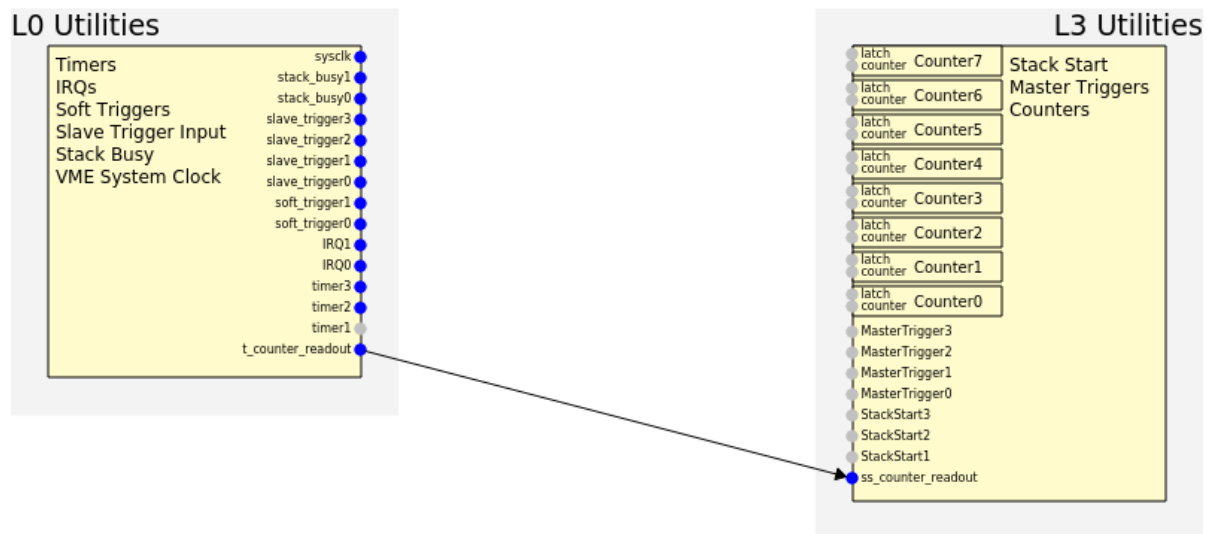 L0 Utilities
Timers
IRQs
Soft Triggers
Slave Trigger Input
Stack Busy
VME System Clock
sysclk
stack_busy1
stack_busy0
slave_trigger3
slave_trigger2
slave_trigger1
slave_trigger0
soft_trigger1
soft_trigger0
IRQ1
IRQ0
timer3
timer2
timer1
t_counter_readout
L3 Utilities
latch
counter
Counter7
latch
counter
Counter6
latch
counter
Counter5
latch
counter
Counter4
latch
counter
Counter3
latch
counter
Counter2
latch
counter
Counter1
latch
counter
Counter0
MasterTrigger3
MasterTrigger2
MasterTrigger1
MasterTrigger0
StackStart3
StackStart2
StackStart1
ss_counter_readout
Stack Start
Master Triggers
Counters